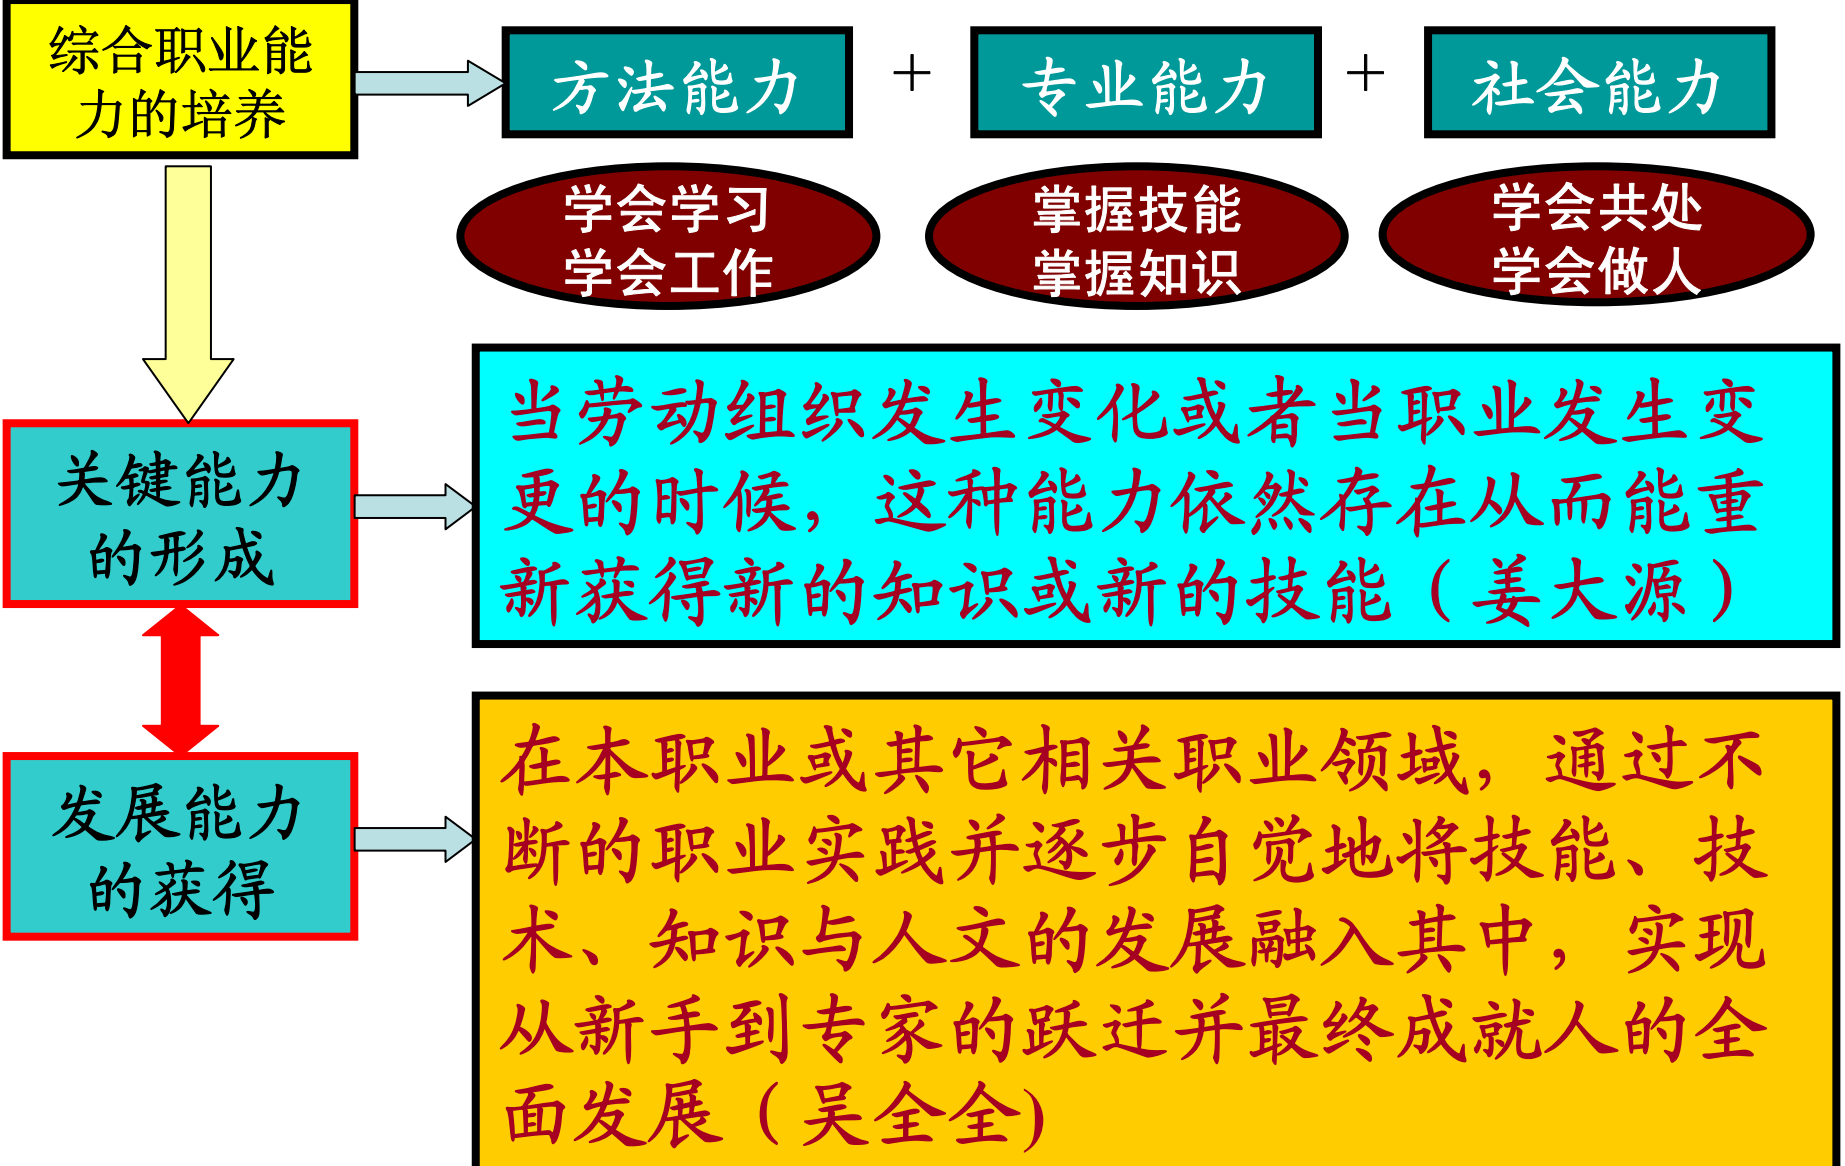 综合职业能
力的培养
方法能力
+
专业能力
+
社会能力
学会学习
学会工作
掌握技能
掌握知识
学会共处
学会做人
关键能力
的形成
当劳动组织发生变化或者当职业发生变
更的时候，这种能力依然存在从而能重
新获得新的知识或新的技能（姜大源）
发展能力
的获得
在本职业或其它相关职业领域，通过不
断的职业实践并逐步自觉地将技能、技
术、知识与人文的发展融入其中，实现
从新手到专家的跃迁并最终成就人的全
面发展（吴全全)